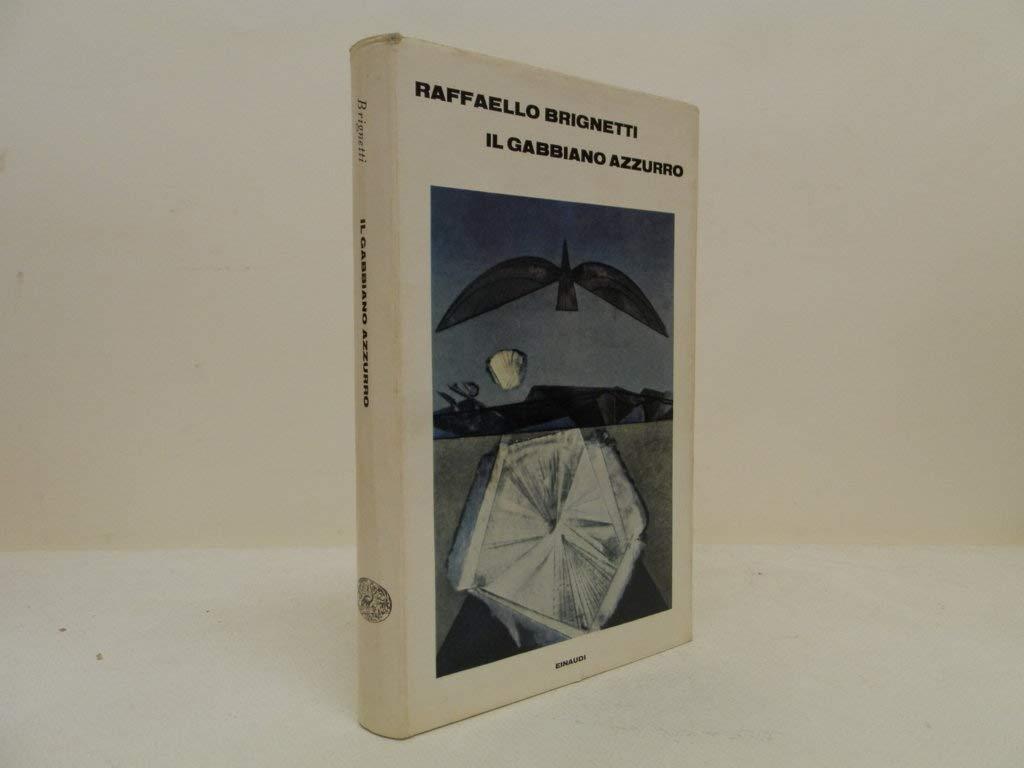 RAFFAELLO BRIGNETTI
IL GABBIANO AZZURRO
EINAUDI
Brignetti
IL GABBIANO AZZURRO